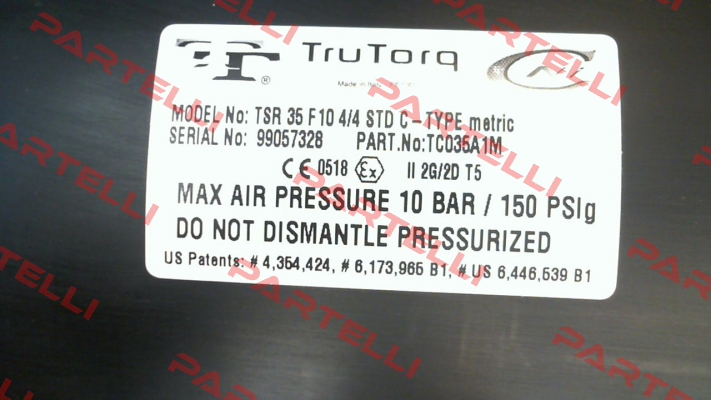 TruTorq
®
Made in Italy
MODEL No: TSR 35 F10 4/4 STD C-TYPE metric
SERIAL No: 99057328 PART.No:TC035A1M
CE 0518 Ex II 2G/2D T5
MAX AIR PRESSURE 10 BAR / 150 PSIg
DO NOT DISMANTLE PRESSURIZED
US Patents: # 4,354,424, # 6,173,965 B1, # US 6,446,539 B1
PARTELLI
PARTELLI
PARTELLI
PARTELLI
PARTELLI
PARTELLI
PARTELLI
PARTELLI
PARTELLI